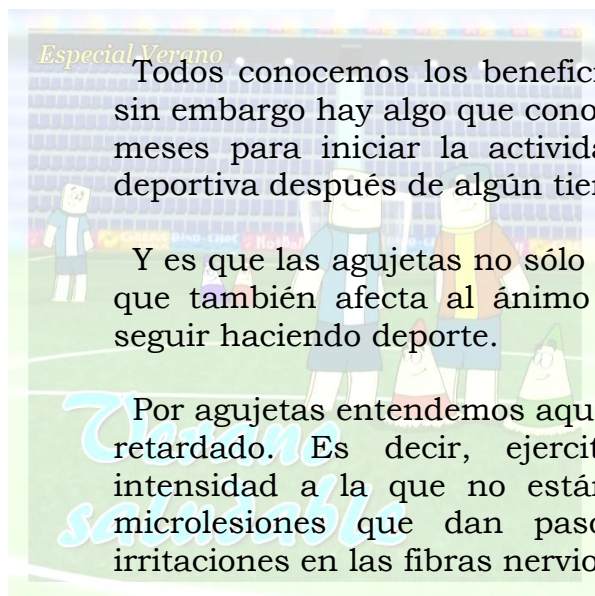 Especial Verano
Todos conocemos los benefici
sin embargo hay algo que cono
meses para iniciar la activida
deportiva después de algún tie
Y es que las agujetas no sólo
que también afecta al ánimo
seguir haciendo deporte.
Por agujetas entendemos aqu
retardado. Es decir, ejercit
intensidad a la que no está
microlesiones que dan pas
irritaciones en las fibras nervio
Verano
saludable